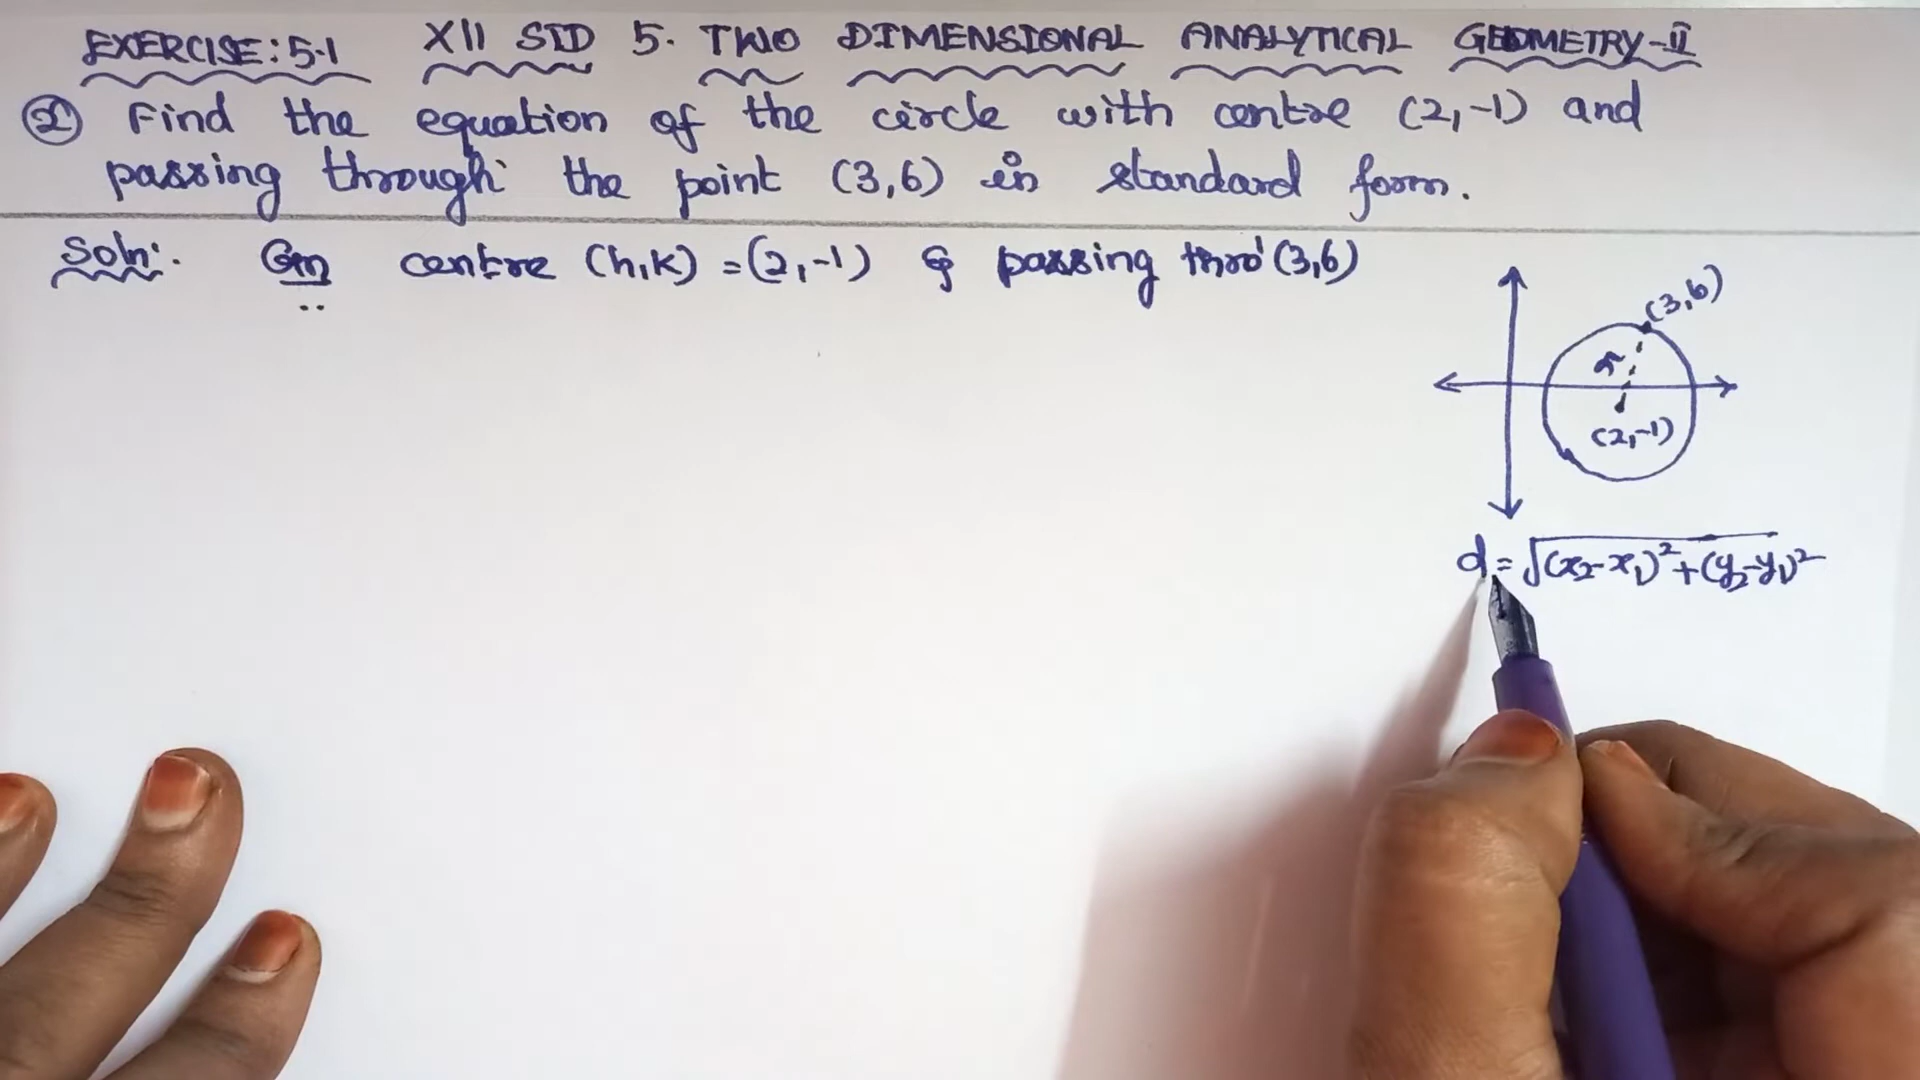 EXERCISE: 5.1 XII STD 5. TWO DIMENSIONAL ANALYTICAL GEOMETRY-II
② Find the equation of the circle with centre (2,-1) and
passing through the point (3,6) in standard form.
Soln:. Gn centre (h,k) = (2,-1) & passing thro' (3,6)
(3,6)
r
(2,-1)
d = √(x₂-x₁)²+(y₂-y₁)²